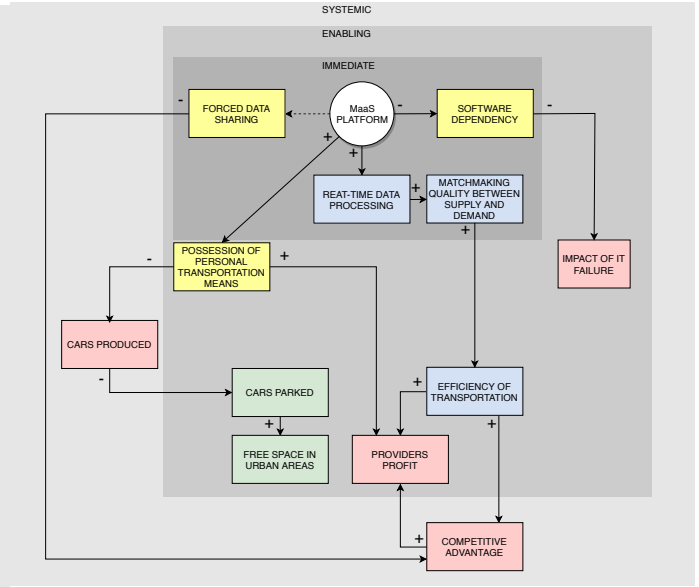 SYSTEMIC
ENABLING
IMMEDIATE
- FORCED DATA
SHARING
MaaS
PLATFORM
-
SOFTWARE
DEPENDENCY
-
+
+
REAT-TIME DATA
PROCESSING
+
MATCHMAKING
QUALITY BETWEEN
SUPPLY AND
DEMAND
+
POSSESSION OF
PERSONAL
TRANSPORTATION
MEANS
-
+
IMPACT OF IT
FAILURE
CARS PRODUCED
-
CARS PARKED
+
EFFICIENCY OF
TRANSPORTATION
+
+
FREE SPACE IN
URBAN AREAS
PROVIDERS
PROFIT
+
COMPETITIVE
ADVANTAGE